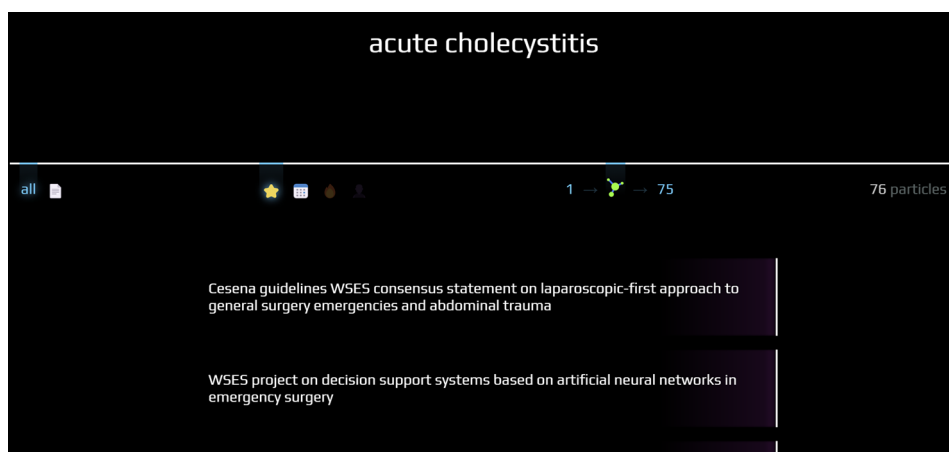 acute cholecystitis
all
1 → → 75
76 particles
Cesena guidelines WSES consensus statement on laparoscopic-first approach to
general surgery emergencies and abdominal trauma
WSES project on decision support systems based on artificial neural networks in
emergency surgery